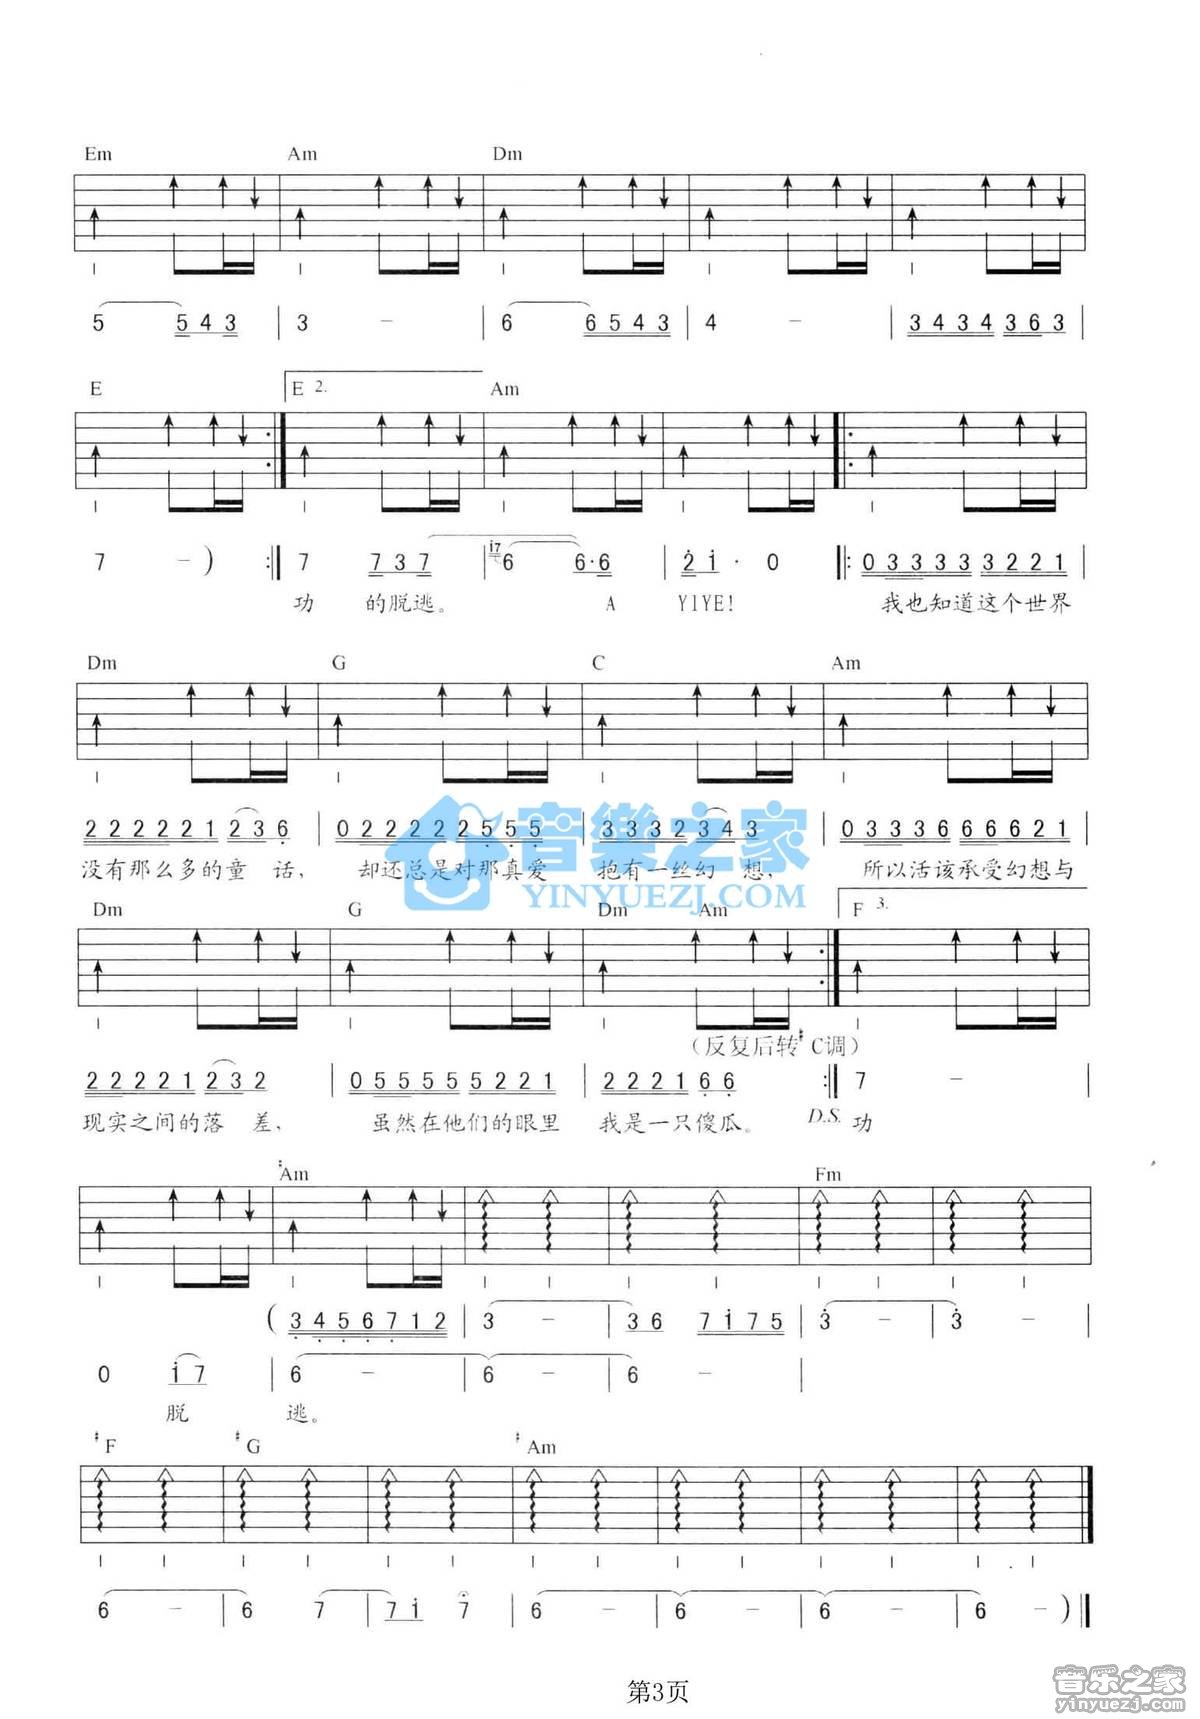 Em Am Dm
5 5 4 3 | 3 - | 6 6 5 4 3 | 4 - | 3 4 3 4 3 6 3 |
E E 2. Am
7 - ) :|| 7 7 3 7 | i7 6 6·6 | 2 i · 0 ||: 0 3 3 3 3 3 2 2 1 |
功 的脱逃。 A YIYE! 我也知道这个世界
Dm G C Am
2 2 2 2 2 1 2 3 6 | 0 2 2 2 2 2 5 5 5 | 3 3 3 2 3 4 3 | 0 3 3 3 6 6 6 6 2 1
没有那么多的童 话, 却还总是对那真爱 抱有一丝幻 想, 所以活该承受幻想与
音樂之家
YINYUEZJ.COM
Dm G Dm Am F 3.
(反复后转♯C调)
2 2 2 2 1 2 3 2 | 0 5 5 5 5 5 2 2 1 | 2 2 2 1 6 6 :|| 7 -
现实之间的落 差, 虽然在他们的眼里 我是一只傻瓜。 D.S. 功
♯Am Fm
( 3 4 5 6 7 1 2 | 3 - | 3 6 7 i 7 5 | 3 - | 3 - |
0 i 7 | 6 - | 6 - | 6 - |
脱 逃。
♯F ♯G ♯Am
6 - | 6 7 | 7 i 7 | 6 - | 6 - | 6 - | 6 - ) ||
第3页
音乐之家
yinyuezj.com